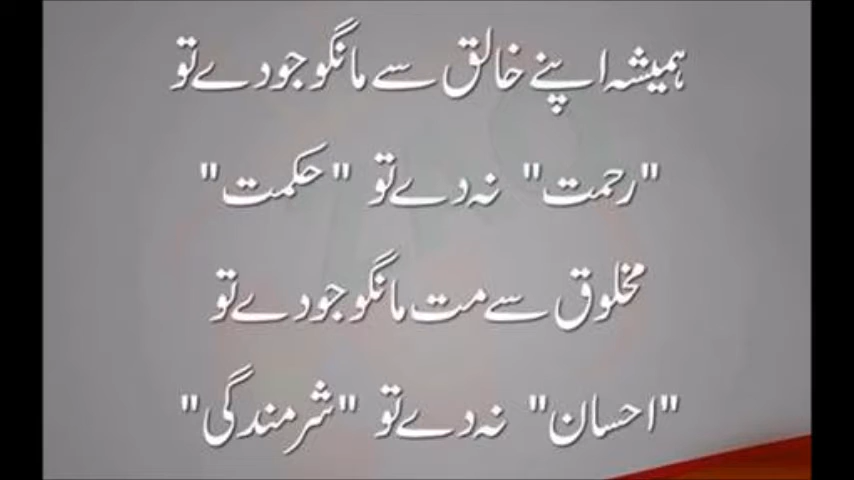 ہمیشہ اپنے خالق سے مانگو جو دے تو
"رحمت" نہ دے تو "حکمت"
مخلوق سے مت مانگو جو دے تو
"احسان" نہ دے تو "شرمندگی"